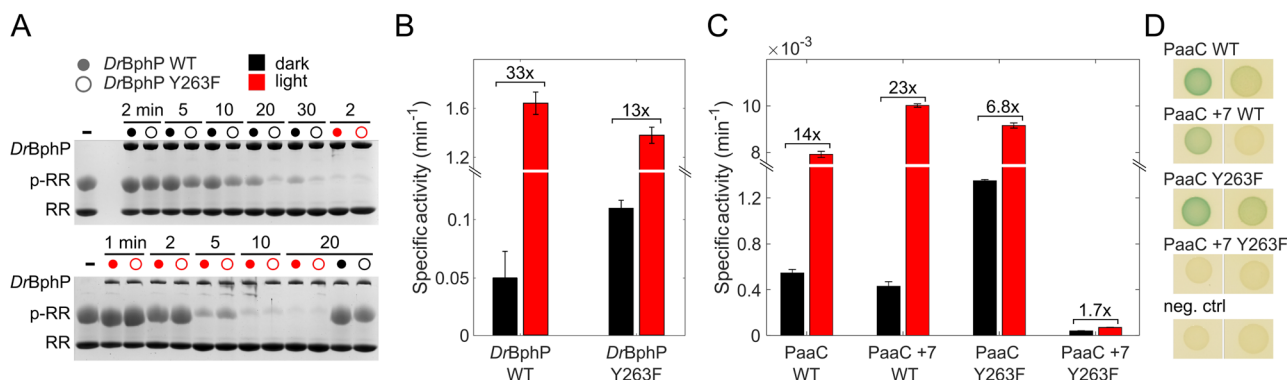 A
DrBphP WT
DrBphP Y263F
dark
light
2 min 5 10 20 30 2
–
DrBphP
p-RR
RR
1 min 2 5 10 20
–
DrBphP
p-RR
RR
B
Specific activity (min⁻¹)
1.6
1.4
0.1
0.05
0
33x
13x
DrBphP
WT
DrBphP
Y263F
C
× 10⁻³
Specific activity (min⁻¹)
10
8
1.2
0.8
0.4
0
14x
23x
6.8x
1.7x
PaaC
WT
PaaC +7
WT
PaaC
Y263F
PaaC +7
Y263F
D
PaaC WT
PaaC +7 WT
PaaC Y263F
PaaC +7 Y263F
neg. ctrl